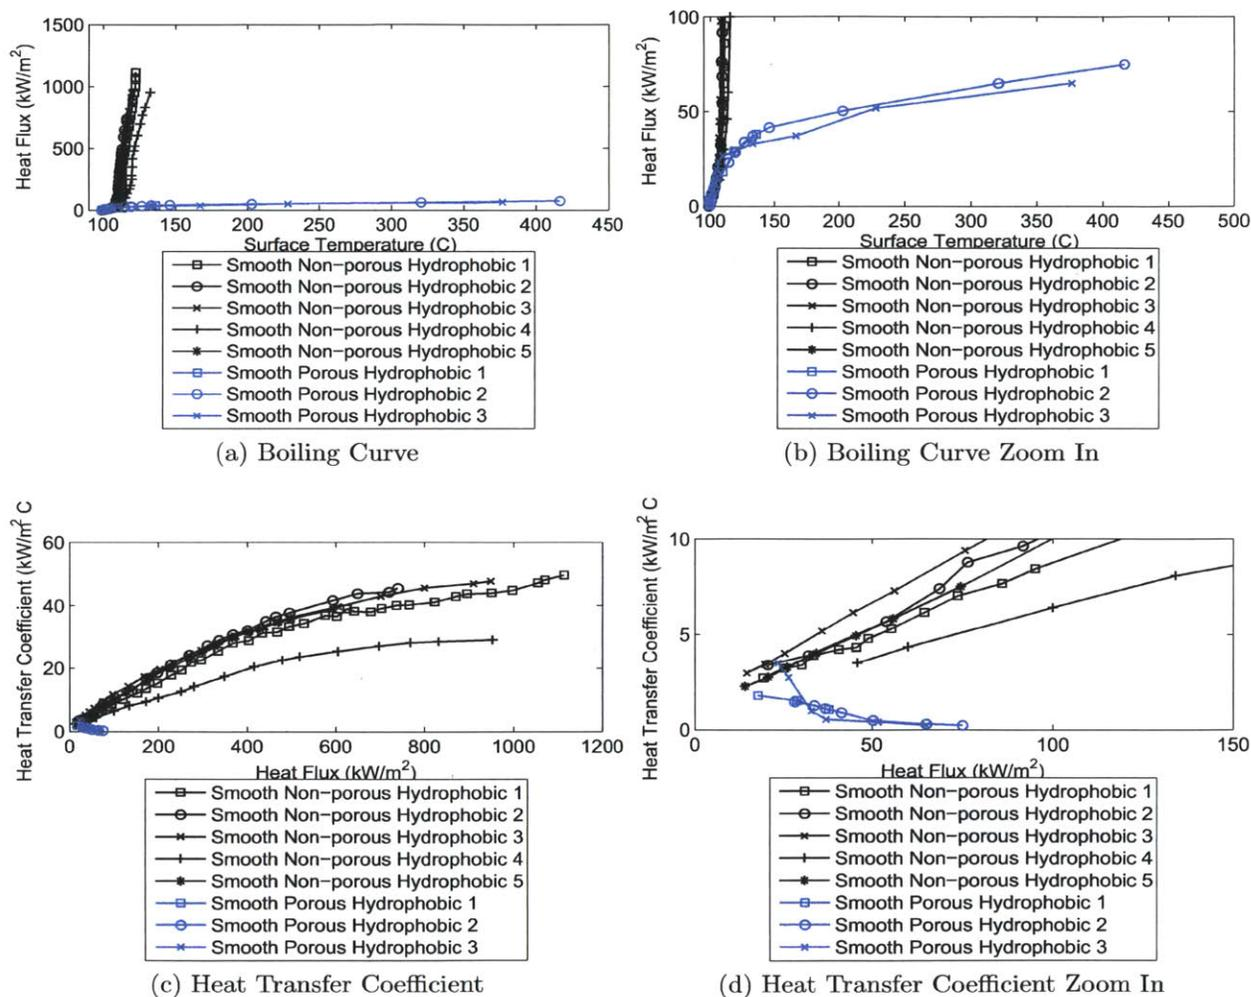 1500
1000
500
0
Heat Flux (kW/m²)
100 150 200 250 300 350 400 450
Surface Temperature (C)
Smooth Non-porous Hydrophobic 1
Smooth Non-porous Hydrophobic 2
Smooth Non-porous Hydrophobic 3
Smooth Non-porous Hydrophobic 4
Smooth Non-porous Hydrophobic 5
Smooth Porous Hydrophobic 1
Smooth Porous Hydrophobic 2
Smooth Porous Hydrophobic 3
(a) Boiling Curve
100
50
0
Heat Flux (kW/m²)
100 150 200 250 300 350 400 450 500
Surface Temperature (C)
Smooth Non-porous Hydrophobic 1
Smooth Non-porous Hydrophobic 2
Smooth Non-porous Hydrophobic 3
Smooth Non-porous Hydrophobic 4
Smooth Non-porous Hydrophobic 5
Smooth Porous Hydrophobic 1
Smooth Porous Hydrophobic 2
Smooth Porous Hydrophobic 3
(b) Boiling Curve Zoom In
60
40
20
0
Heat Transfer Coefficient (kW/m² C
0 200 400 600 800 1000 1200
Heat Flux (kW/m²)
Smooth Non-porous Hydrophobic 1
Smooth Non-porous Hydrophobic 2
Smooth Non-porous Hydrophobic 3
Smooth Non-porous Hydrophobic 4
Smooth Non-porous Hydrophobic 5
Smooth Porous Hydrophobic 1
Smooth Porous Hydrophobic 2
Smooth Porous Hydrophobic 3
(c) Heat Transfer Coefficient
10
5
0
Heat Transfer Coefficient (kW/m² C
0 50 100 150
Heat Flux (kW/m²)
Smooth Non-porous Hydrophobic 1
Smooth Non-porous Hydrophobic 2
Smooth Non-porous Hydrophobic 3
Smooth Non-porous Hydrophobic 4
Smooth Non-porous Hydrophobic 5
Smooth Porous Hydrophobic 1
Smooth Porous Hydrophobic 2
Smooth Porous Hydrophobic 3
(d) Heat Transfer Coefficient Zoom In